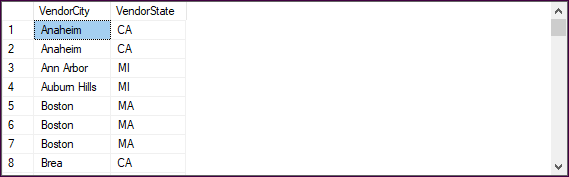 VendorCity VendorState
1 Anaheim CA
2 Anaheim CA
3 Ann Arbor MI
4 Auburn Hills MI
5 Boston MA
6 Boston MA
7 Boston MA
8 Brea CA